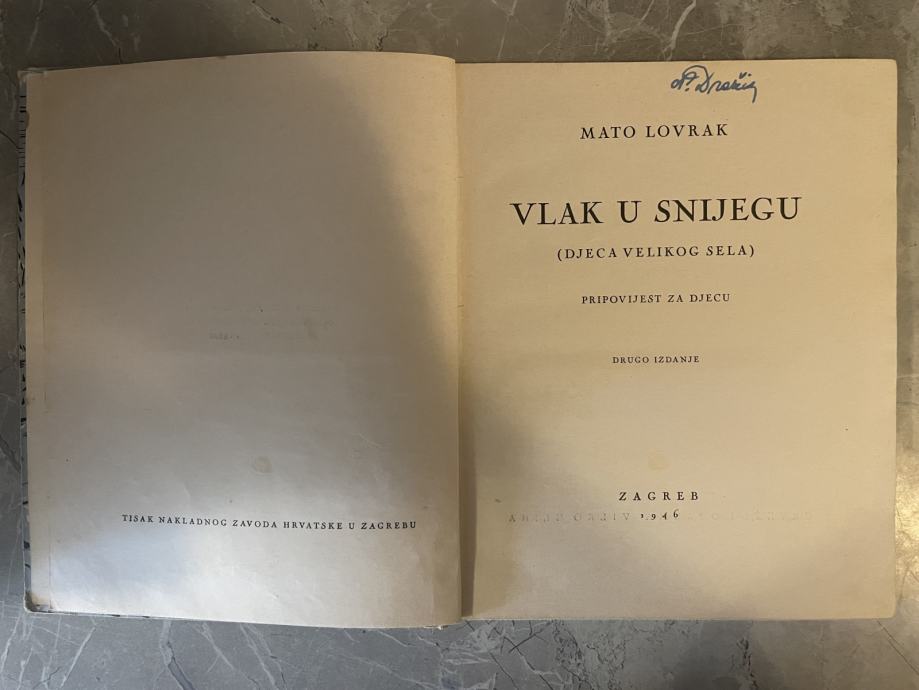 TISAK NAKLADNOG ZAVODA HRVATSKE U ZAGREBU
MATO LOVRAK
VLAK U SNIJEGU
(DJECA VELIKOG SELA)
PRIPOVIJEST ZA DJECU
DRUGO IZDANJE
ZAGREB
1946